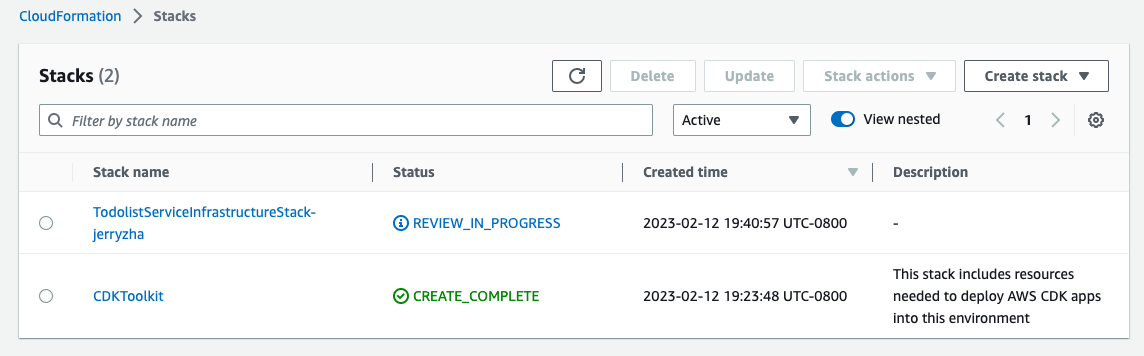 CloudFormation > Stacks
Stacks (2)
Delete
Update
Stack actions
Create stack
Filter by stack name
Active
View nested
1
Stack name
Status
Created time
Description
TodolistServiceInfrastructureStack-
jerryzha
REVIEW_IN_PROGRESS
2023-02-12 19:40:57 UTC-0800
-
CDKToolkit
CREATE_COMPLETE
2023-02-12 19:23:48 UTC-0800
This stack includes resources
needed to deploy AWS CDK apps
into this environment